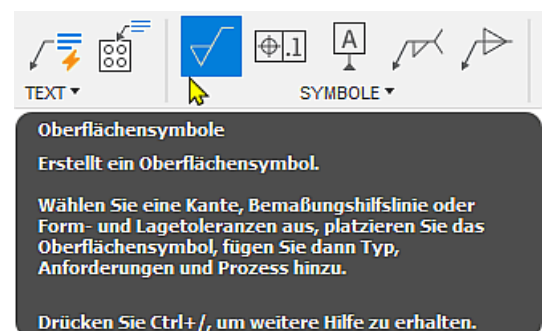 .1
A
TEXT ▾
SYMBOLE ▾
Oberflächensymbole
Erstellt ein Oberflächensymbol.
Wählen Sie eine Kante, Bemaßungshilfslinie oder
Form- und Lagetoleranzen aus, platzieren Sie das
Oberflächensymbol, fügen Sie dann Typ,
Anforderungen und Prozess hinzu.
Drücken Sie Ctrl+/, um weitere Hilfe zu erhalten.